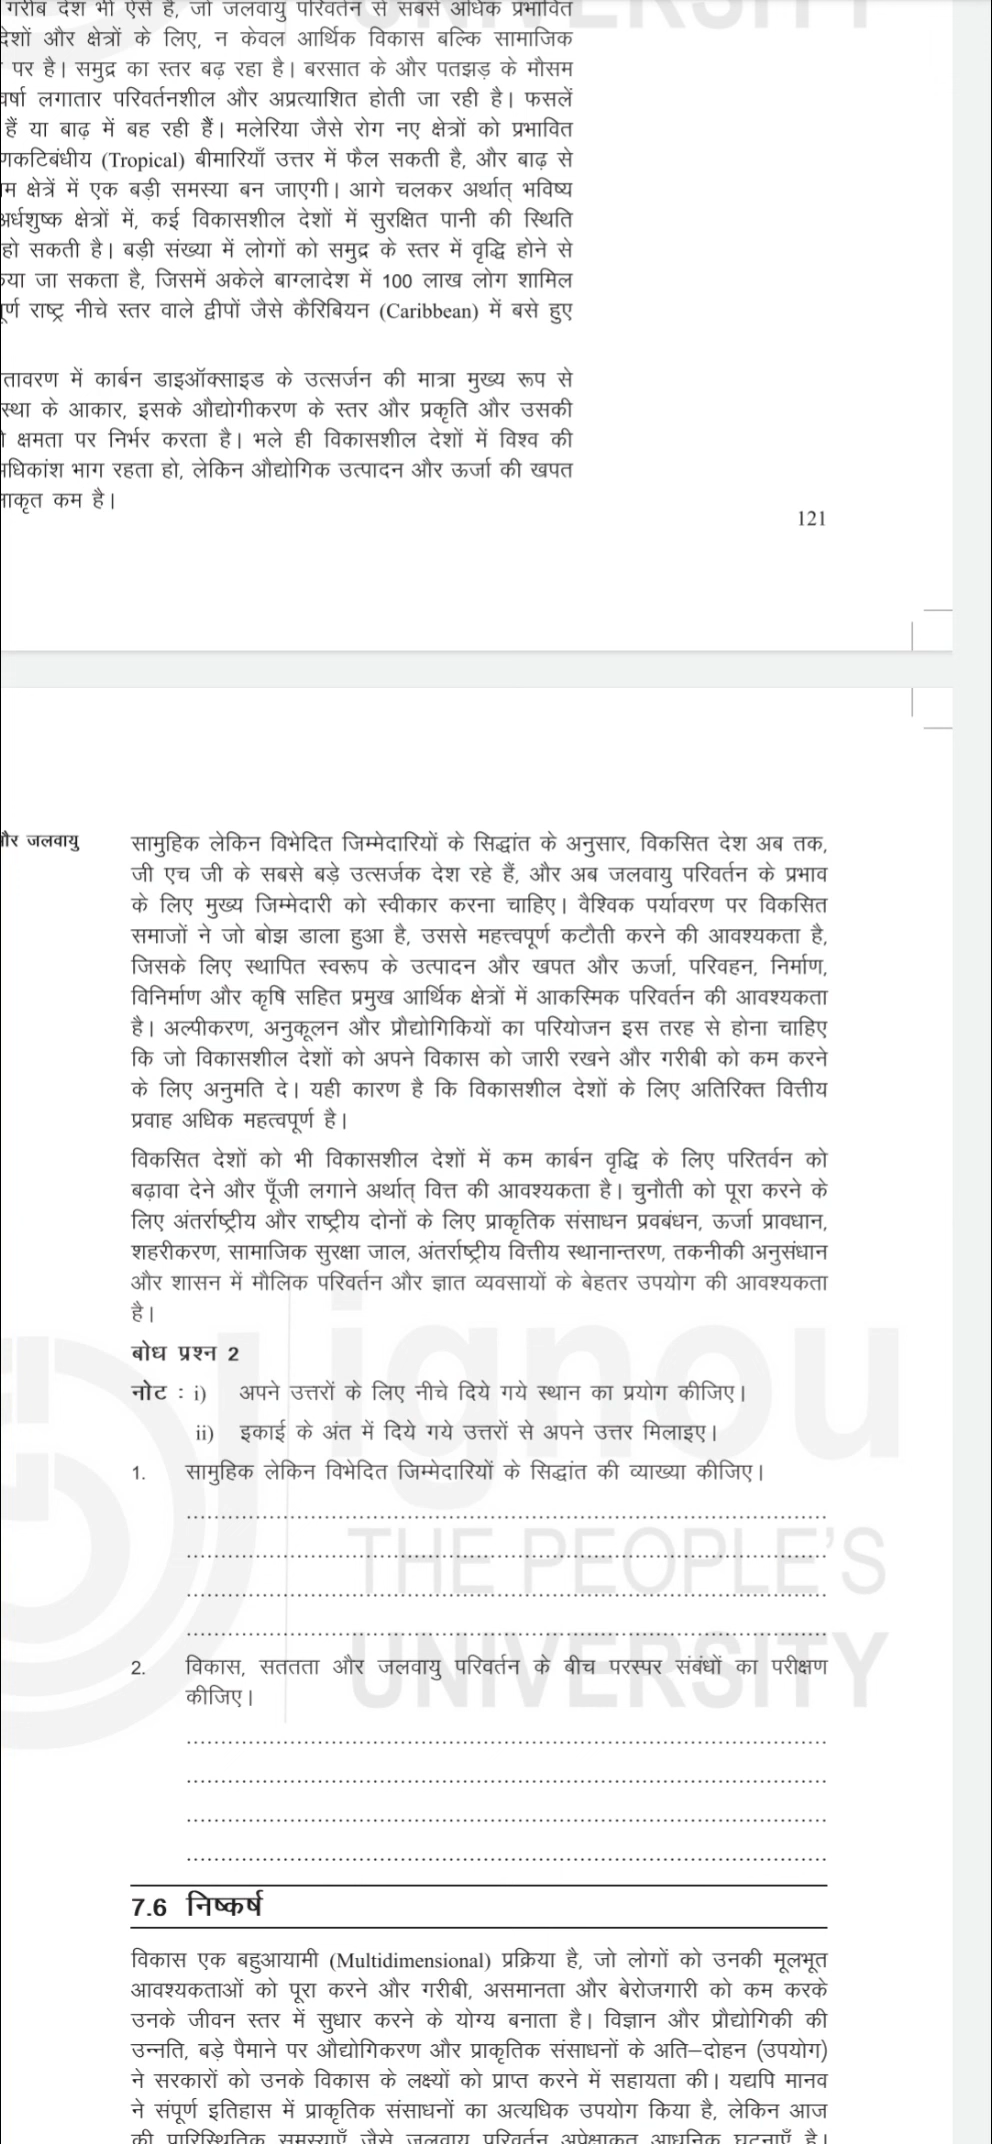 गरीब देश भी ऐसे हैं, जो जलवायु परिवर्तन से सबसे अधिक प्रभावित
देशों और क्षेत्रों के लिए, न केवल आर्थिक विकास बल्कि सामाजिक
पर है। समुद्र का स्तर बढ़ रहा है। बरसात के और पतझड़ के मौसम
वर्षा लगातार परिवर्तनशील और अप्रत्याशित होती जा रही है। फसलें
हैं या बाढ़ में बह रही हैं। मलेरिया जैसे रोग नए क्षेत्रों को प्रभावित
(Tropical) बीमारियाँ उत्तर में फैल सकती है, और बाढ़ से
क्षेत्रों में एक बड़ी समस्या बन जाएगी। आगे चलकर अर्थात् भविष्य
अर्धशुष्क क्षेत्रों में, कई विकासशील देशों में सुरक्षित पानी की स्थिति
हो सकती है। बड़ी संख्या में लोगों को समुद्र के स्तर में वृद्धि होने से
जा सकता है, जिसमें अकेले बाग्लादेश में 100 लाख लोग शामिल
राष्ट्र नीचे स्तर वाले द्वीपों जैसे कैरिबियन (Caribbean) में बसे हुए
में कार्बन डाइऑक्साइड के उत्सर्जन की मात्रा मुख्य रूप से
के आकार, इसके औद्योगीकरण के स्तर और प्रकृति और उसकी
क्षमता पर निर्भर करता है। भले ही विकासशील देशों में विश्व की
भाग रहता हो, लेकिन औद्योगिक उत्पादन और ऊर्जा की खपत
कम है।
121
और जलवायु
सामुहिक लेकिन विभेदित जिम्मेदारियों के सिद्धांत के अनुसार, विकसित देश अब तक,
जी एच जी के सबसे बड़े उत्सर्जक देश रहे हैं, और अब जलवायु परिवर्तन के प्रभाव
के लिए मुख्य जिम्मेदारी को स्वीकार करना चाहिए। वैश्विक पर्यावरण पर विकसित
समाजों ने जो बोझ डाला हुआ है, उससे महत्त्वपूर्ण कटौती करने की आवश्यकता है,
जिसके लिए स्थापित स्वरूप के उत्पादन और खपत और ऊर्जा, परिवहन, निर्माण,
विनिर्माण और कृषि सहित प्रमुख आर्थिक क्षेत्रों में आकस्मिक परिवर्तन की आवश्यकता
है। अल्पीकरण, अनुकूलन और प्रौद्योगिकियों का परियोजन इस तरह से होना चाहिए
कि जो विकासशील देशों को अपने विकास को जारी रखने और गरीबी को कम करने
के लिए अनुमति दे। यही कारण है कि विकासशील देशों के लिए अतिरिक्त वित्तीय
प्रवाह अधिक महत्वपूर्ण है।
विकसित देशों को भी विकासशील देशों में कम कार्बन वृद्धि के लिए परितर्वन को
बढ़ावा देने और पूँजी लगाने अर्थात् वित्त की आवश्यकता है। चुनौती को पूरा करने के
लिए अंतर्राष्ट्रीय और राष्ट्रीय दोनों के लिए प्राकृतिक संसाधन प्रवबंधन, ऊर्जा प्रावधान,
शहरीकरण, सामाजिक सुरक्षा जाल, अंतर्राष्ट्रीय वित्तीय स्थानान्तरण, तकनीकी अनुसंधान
और शासन में मौलिक परिवर्तन और ज्ञात व्यवसायों के बेहतर उपयोग की आवश्यकता
है।
बोध प्रश्न 2
नोट : i) अपने उत्तरों के लिए नीचे दिये गये स्थान का प्रयोग कीजिए।
ii) इकाई के अंत में दिये गये उत्तरों से अपने उत्तर मिलाइए।
1. सामुहिक लेकिन विभेदित जिम्मेदारियों के सिद्धांत की व्याख्या कीजिए।
ignou
THE PEOPLE'S
UNIVERSITY
2. विकास, सततता और जलवायु परिवर्तन के बीच परस्पर संबंधों का परीक्षण
कीजिए।
7.6 निष्कर्ष
विकास एक बहुआयामी (Multidimensional) प्रक्रिया है, जो लोगों को उनकी मूलभूत
आवश्यकताओं को पूरा करने और गरीबी, असमानता और बेरोजगारी को कम करके
उनके जीवन स्तर में सुधार करने के योग्य बनाता है। विज्ञान और प्रौद्योगिकी की
उन्नति, बड़े पैमाने पर औद्योगिकरण और प्राकृतिक संसाधनों के अति–दोहन (उपयोग)
ने सरकारों को उनके विकास के लक्ष्यों को प्राप्त करने में सहायता की। यद्यपि मानव
ने संपूर्ण इतिहास में प्राकृतिक संसाधनों का अत्यधिक उपयोग किया है, लेकिन आज
की पारिस्थितिक समस्याएँ जैसे जलवायु परिवर्तन अपेक्षाकृत आधुनिक घटनाएँ है।